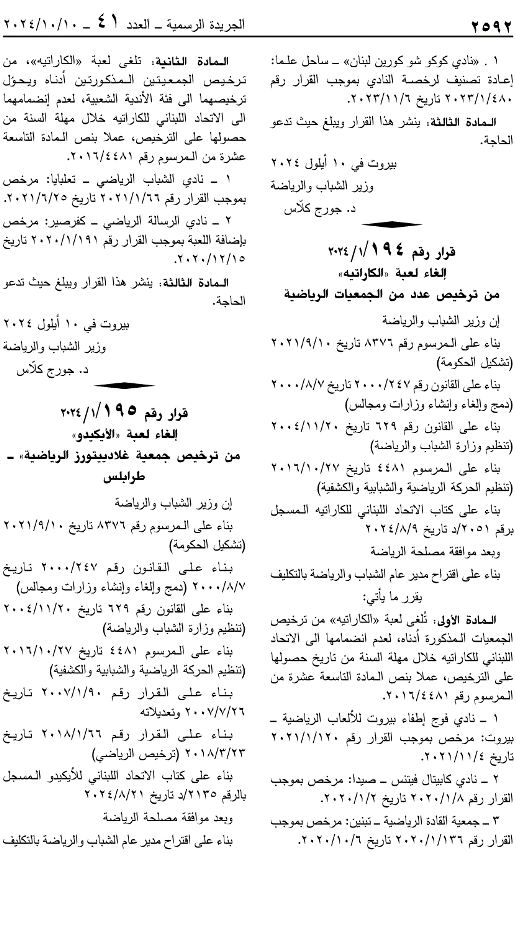 ٢٥٩٢
الجريدة الرسمية ــ العدد ٤١ ــ ٢٠٢٤/١٠/١٠
١ . «نادي كوكو شو كورين لبنان» ــ ساحل علما:
إعادة تصنيف لرخصة النادي بموجب القرار رقم
٢٠٢٣/١/٤٨٠ تاريخ ٢٠٢٣/١١/٦.
المادة الثالثة: ينشر هذا القرار ويبلغ حيث تدعو
الحاجة.
بيروت في ١٠ أيلول ٢٠٢٤
وزير الشباب والرياضة
د. جورج كلّاس
قرار رقم ٢٠٢٤/١/١٩٤
إلغاء لعبة «الكاراتيه»
من ترخيص عدد من الجمعيات الرياضية
إن وزير الشباب والرياضة
بناء على المرسوم رقم ٨٣٧٦ تاريخ ٢٠٢١/٩/١٠
(تشكيل الحكومة)
بناء على القانون رقم ٢٠٠٠/٢٤٧ تاريخ ٢٠٠٠/٨/٧
(دمج وإلغاء وإنشاء وزارات ومجالس)
بناء على القانون رقم ٦٢٩ تاريخ ٢٠٠٤/١١/٢٠
(تنظيم وزارة الشباب والرياضة)
بناء على المرسوم ٤٤٨١ تاريخ ٢٠١٦/١٠/٢٧
(تنظيم الحركة الرياضية والشبابية والكشفية)
بناء على كتاب الاتحاد اللبناني للكاراتيه المسجل
برقم ٢٠٥١/د تاريخ ٢٠٢٤/٨/٩
وبعد موافقة مصلحة الرياضة
بناء على اقتراح مدير عام الشباب والرياضة بالتكليف
يقرر ما يأتي:
المادة الأولى: تُلغى لعبة «الكاراتيه» من ترخيص
الجمعيات المذكورة أدناه، لعدم انضمامها الى الاتحاد
اللبناني للكاراتيه خلال مهلة السنة من تاريخ حصولها
على الترخيص، عملا بنص المادة التاسعة عشرة من
المرسوم رقم ٢٠١٦/٤٤٨١.
١ ــ نادي فوج إطفاء بيروت للألعاب الرياضية ــ
بيروت: مرخص بموجب القرار رقم ٢٠٢١/١/١٢٠
تاريخ ٢٠٢١/١١/٤.
٢ ــ نادي كابيتال فيتنس ــ صيدا: مرخص بموجب
القرار رقم ٢٠٢٠/١/٨ تاريخ ٢٠٢٠/١/٢.
٣ ــ جمعية القادة الرياضية ــ تبنين: مرخص بموجب
القرار رقم ٢٠٢٠/١/١٣٦ تاريخ ٢٠٢٠/١٠/٦.
المادة الثانية: تلغى لعبة «الكاراتيه»، من
ترخيص الجمعيتين المذكورتين أدناه ويحوّل
ترخيصهما الى فئة الأندية الشعبية، لعدم إنضمامهما
الى الاتحاد اللبناني للكاراتيه خلال مهلة السنة من
حصولها على الترخيص، عملا بنص المادة التاسعة
عشرة من المرسوم رقم ٢٠١٦/٤٤٨١.
١ ــ نادي الشباب الرياضي ــ تعلبايا: مرخص
بموجب القرار رقم ٢٠٢١/١/٦٦ تاريخ ٢٠٢١/٦/٢٥.
٢ ــ نادي الرسالة الرياضي ــ كفرصير: مرخص
بإضافة اللعبة بموجب القرار رقم ٢٠٢٠/١/١٩١ تاريخ
٢٠٢٠/١٢/١٥.
المادة الثالثة: ينشر هذا القرار ويبلغ حيث تدعو
الحاجة.
بيروت في ١٠ أيلول ٢٠٢٤
وزير الشباب والرياضة
د. جورج كلّاس
قرار رقم ٢٠٢٤/١/١٩٥
إلغاء لعبة «الأيكيدو»
من ترخيص جمعية غلادييتورز الرياضية» ــ
طرابلس
إن وزير الشباب والرياضة
بناء على المرسوم رقم ٨٣٧٦ تاريخ ٢٠٢١/٩/١٠
(تشكيل الحكومة)
بناء على القانون رقم ٢٠٠٠/٢٤٧ تاريخ
٢٠٠٠/٨/٧ (دمج وإلغاء وإنشاء وزارات ومجالس)
بناء على القانون رقم ٦٢٩ تاريخ ٢٠٠٤/١١/٢٠
(تنظيم وزارة الشباب والرياضة)
بناء على المرسوم ٤٤٨١ تاريخ ٢٠١٦/١٠/٢٧
(تنظيم الحركة الرياضية والشبابية والكشفية)
بناء على القرار رقم ٢٠٠٧/١/٩٠ تاريخ
٢٠٠٧/٧/٢٦ وتعديلاته
بناء على القرار رقم ٢٠١٨/١/٦٦ تاريخ
٢٠١٨/٣/٢٣ (ترخيص الرياضي)
بناء على كتاب الاتحاد اللبناني للأيكيدو المسجل
بالرقم ٢١٣٥/د تاريخ ٢٠٢٤/٨/٢١
وبعد موافقة مصلحة الرياضة
بناء على اقتراح مدير عام الشباب والرياضة بالتكليف